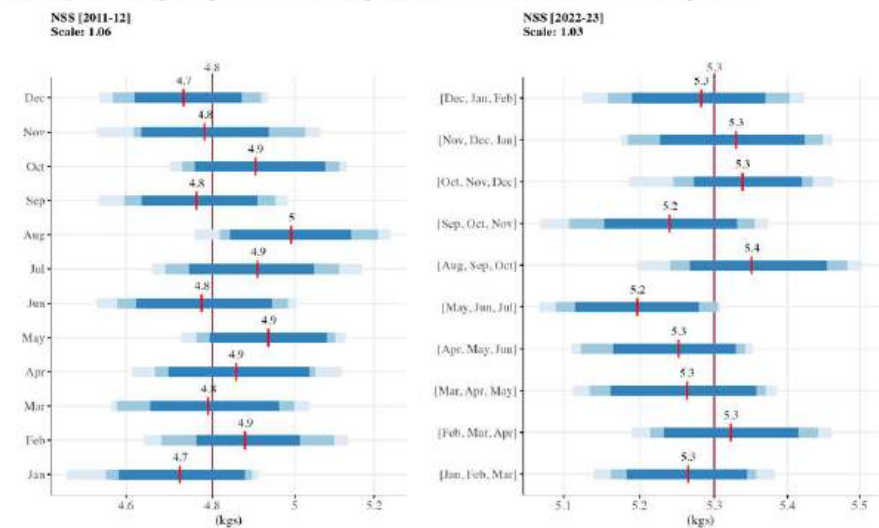 NSS [2011-12]
Scale: 1.06
4.8
Dec
4.7
Nov
4.8
Oct
4.9
Sep
4.8
Aug
5
Jul
4.9
Jun
4.8
May
4.9
Apr
4.9
Mar
4.8
Feb
4.9
Jan
4.7
4.6 4.8 5 5.2
(kgs)
NSS [2022-23]
Scale: 1.03
5.3
[Dec, Jan, Feb]
5.3
[Nov, Dec, Jan]
5.3
[Oct, Nov, Dec]
5.3
[Sep, Oct, Nov]
5.2
[Aug, Sep, Oct]
5.4
[May, Jun, Jul]
5.2
[Apr, May, Jun]
5.3
[Mar, Apr, May]
5.3
[Feb, Mar, Apr]
5.3
[Jan, Feb, Mar]
5.3
5.1 5.2 5.3 5.4 5.5
(kgs)